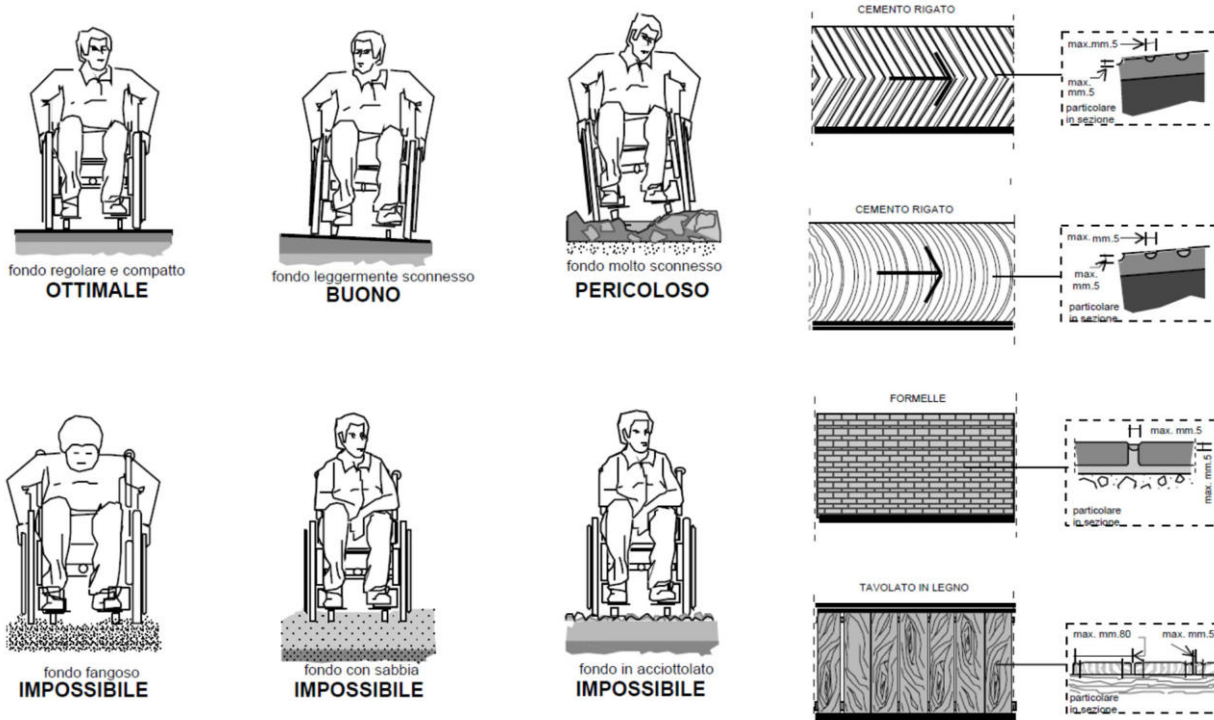 fondo regolare e compatto
OTTIMALE
fondo leggermente sconnesso
BUONO
fondo molto sconnesso
PERICOLOSO
fondo fangoso
IMPOSSIBILE
fondo con sabbia
IMPOSSIBILE
fondo in acciottolato
IMPOSSIBILE
CEMENTO RIGATO
max.mm.5
max.
mm.5
particolare
in sezione
CEMENTO RIGATO
max. mm.5
max.
mm.5
particolare
in sezione
FORMELLE
max. mm.5
max. mm.5
particolare
in sezione
TAVOLATO IN LEGNO
max. mm.80
max. mm.5
particolare
in sezione